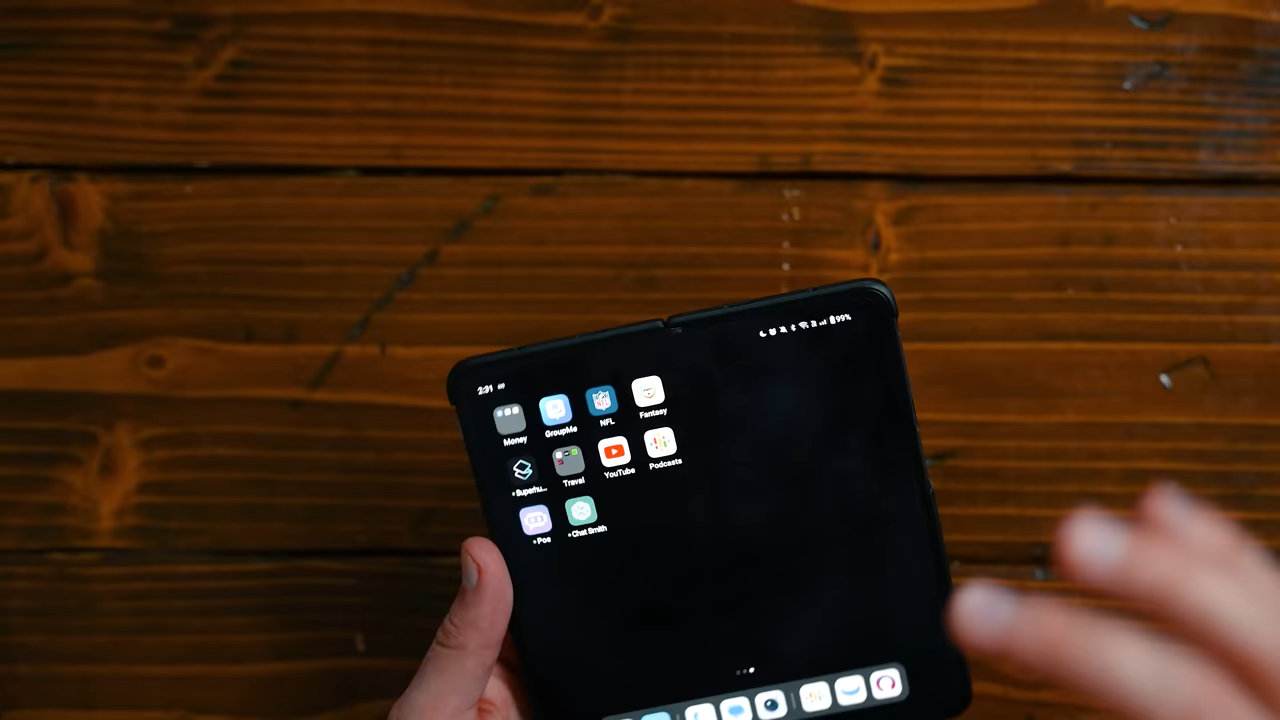 2:31
99%
Money
GroupMe
NFL
Fantasy
Superhu...
Travel
YouTube
Podcasts
Poe
Chat Smith